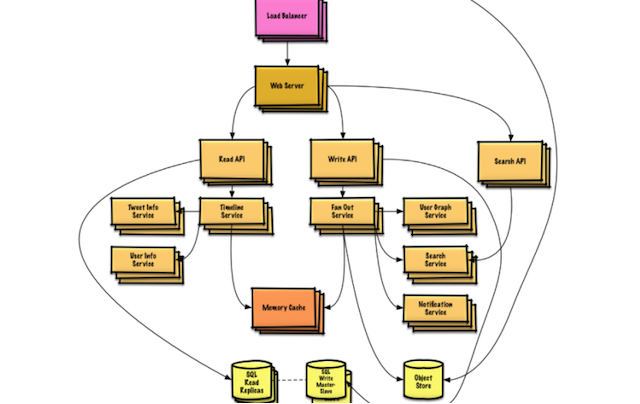 Load Balancer
Web Server
Read API
Write API
Search API
Tweet Info
Service
Timeline
Service
Fan Out
Service
User Graph
Service
User Info
Service
Search
Service
Memory Cache
Notification
Service
SQL
Read
Replicas
SQL
Write
Master-
Slave
Object
Store